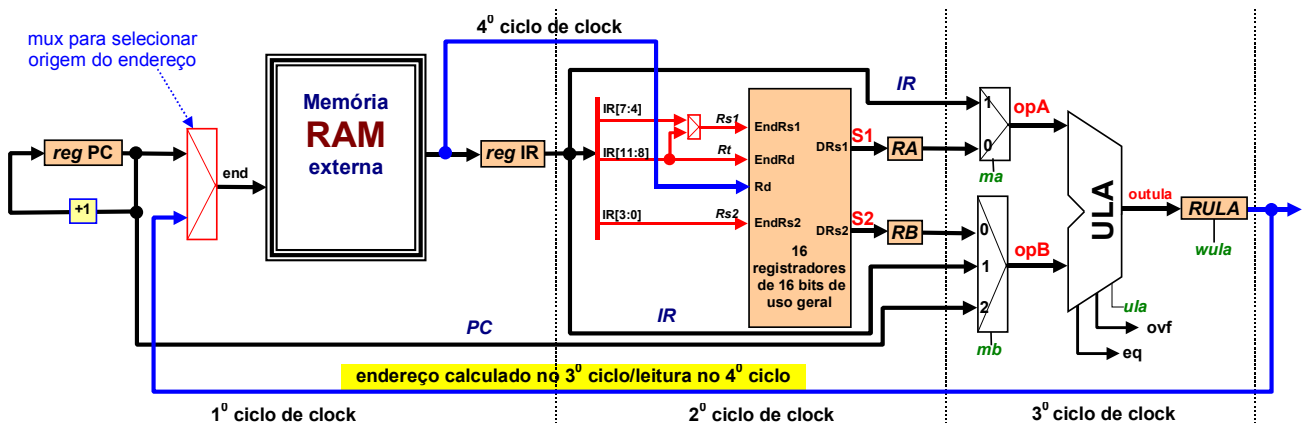 4⁰ ciclo de clock
mux para selecionar
origem do endereço
reg PC
+1
end
Memória
RAM
externa
reg IR
IR[7:4]
IR[11:8]
IR[3:0]
Rs1
Rt
Rs2
EndRs1
EndRd
Rd
EndRs2
DRs1
DRs2
16
registradores
de 16 bits de
uso geral
S1
S2
RA
RB
IR
1
0
ma
opA
0
1
2
mb
opB
ULA
outula
RULA
wula
ula
ovf
eq
PC
IR
endereço calculado no 3⁰ ciclo/leitura no 4⁰ ciclo
1⁰ ciclo de clock
2⁰ ciclo de clock
3⁰ ciclo de clock